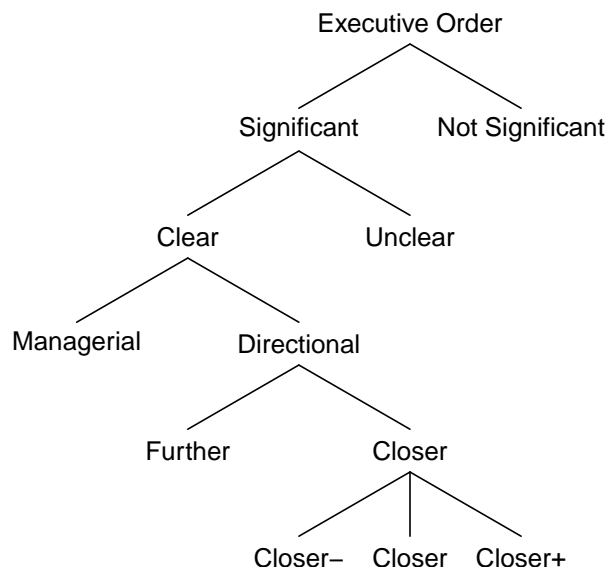 Executive Order
Significant Not Significant
Clear Unclear
Managerial Directional
Further Closer
Closer− Closer Closer+